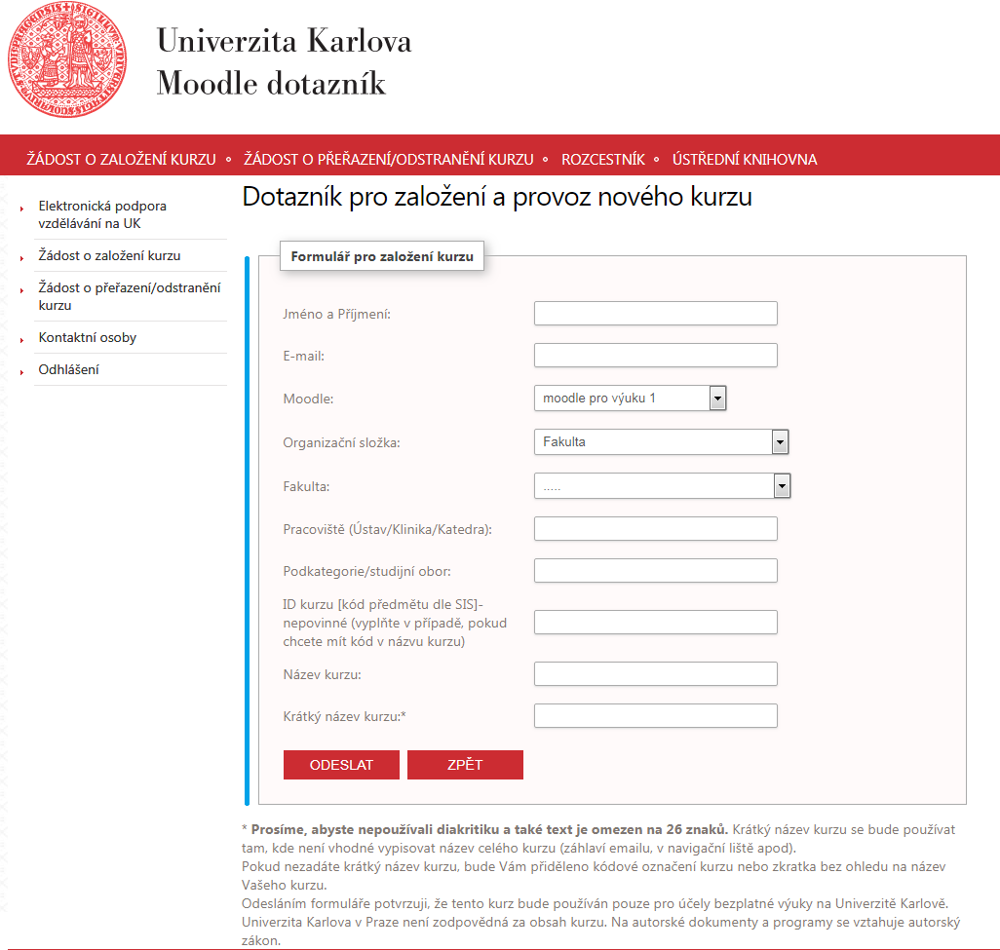 Univerzita Karlova
Moodle dotazník
ŽÁDOST O ZALOŽENÍ KURZU
ŽÁDOST O PŘEŘAZENÍ/ODSTRANĚNÍ KURZU
ROZCESTNÍK
ÚSTŘEDNÍ KNIHOVNA
Elektronická podpora
vzdělávání na UK
Žádost o založení kurzu
Žádost o přeřazení/odstranění
kurzu
Kontaktní osoby
Odhlášení
Dotazník pro založení a provoz nového kurzu
Formulář pro založení kurzu
Jméno a Příjmení:
E-mail:
Moodle:
moodle pro výuku 1
Organizační složka:
Fakulta
Fakulta:
.....
Pracoviště (Ústav/Klinika/Katedra):
Podkategorie/studijní obor:
ID kurzu [kód předmětu dle SIS]-
nepovinné (vyplňte v případě, pokud
chcete mít kód v názvu kurzu)
Název kurzu:
Krátký název kurzu:*
ODESLAT
ZPĚT
* Prosíme, abyste nepoužívali diakritiku a také text je omezen na 26 znaků. Krátký název kurzu se bude používat
tam, kde není vhodné vypisovat název celého kurzu (záhlaví emailu, v navigační liště apod).
Pokud nezadáte krátký název kurzu, bude Vám přiděleno kódové označení kurzu nebo zkratka bez ohledu na název
Vašeho kurzu.
Odesláním formuláře potvrzuji, že tento kurz bude používán pouze pro účely bezplatné výuky na Univerzitě Karlově.
Univerzita Karlova v Praze není zodpovědná za obsah kurzu. Na autorské dokumenty a programy se vztahuje autorský
zákon.